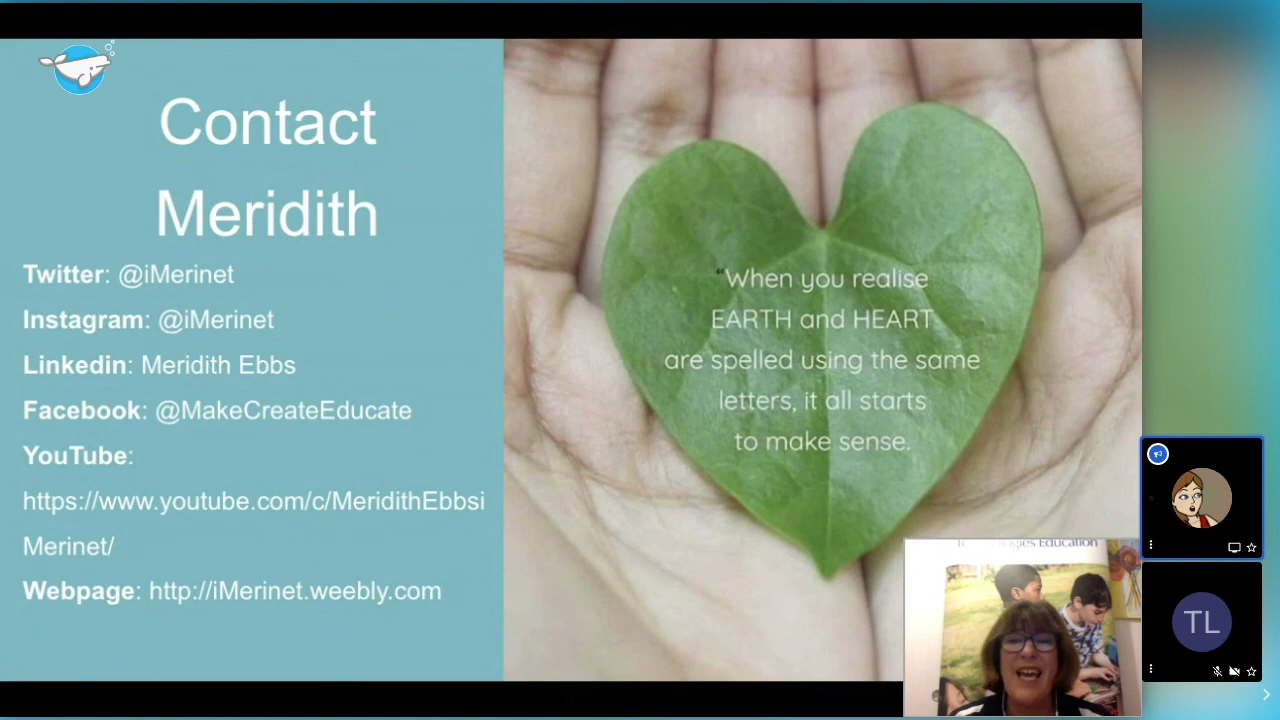 Contact
Meridith
Twitter: @iMerinet
Instagram: @iMerinet
Linkedin: Meridith Ebbs
Facebook: @MakeCreateEducate
YouTube:
https://www.youtube.com/c/MeridithEbbsi
Merinet/
Webpage: http://iMerinet.weebly.com
“When you realise
EARTH and HEART
are spelled using the same
letters, it all starts
to make sense.
Education
TL